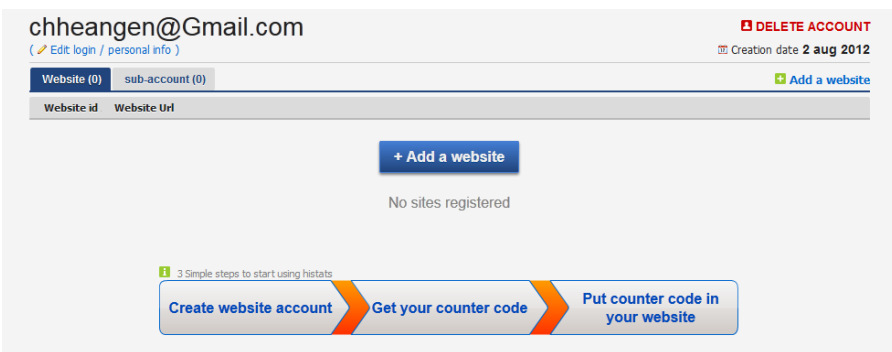 chheangen@Gmail.com
DELETE ACCOUNT
( Edit login / personal info )
Creation date 2 aug 2012
Website (0) sub-account (0)
Add a website
Website id Website Url
+ Add a website
No sites registered
3 Simple steps to start using histats
Create website account
Get your counter code
Put counter code in
your website